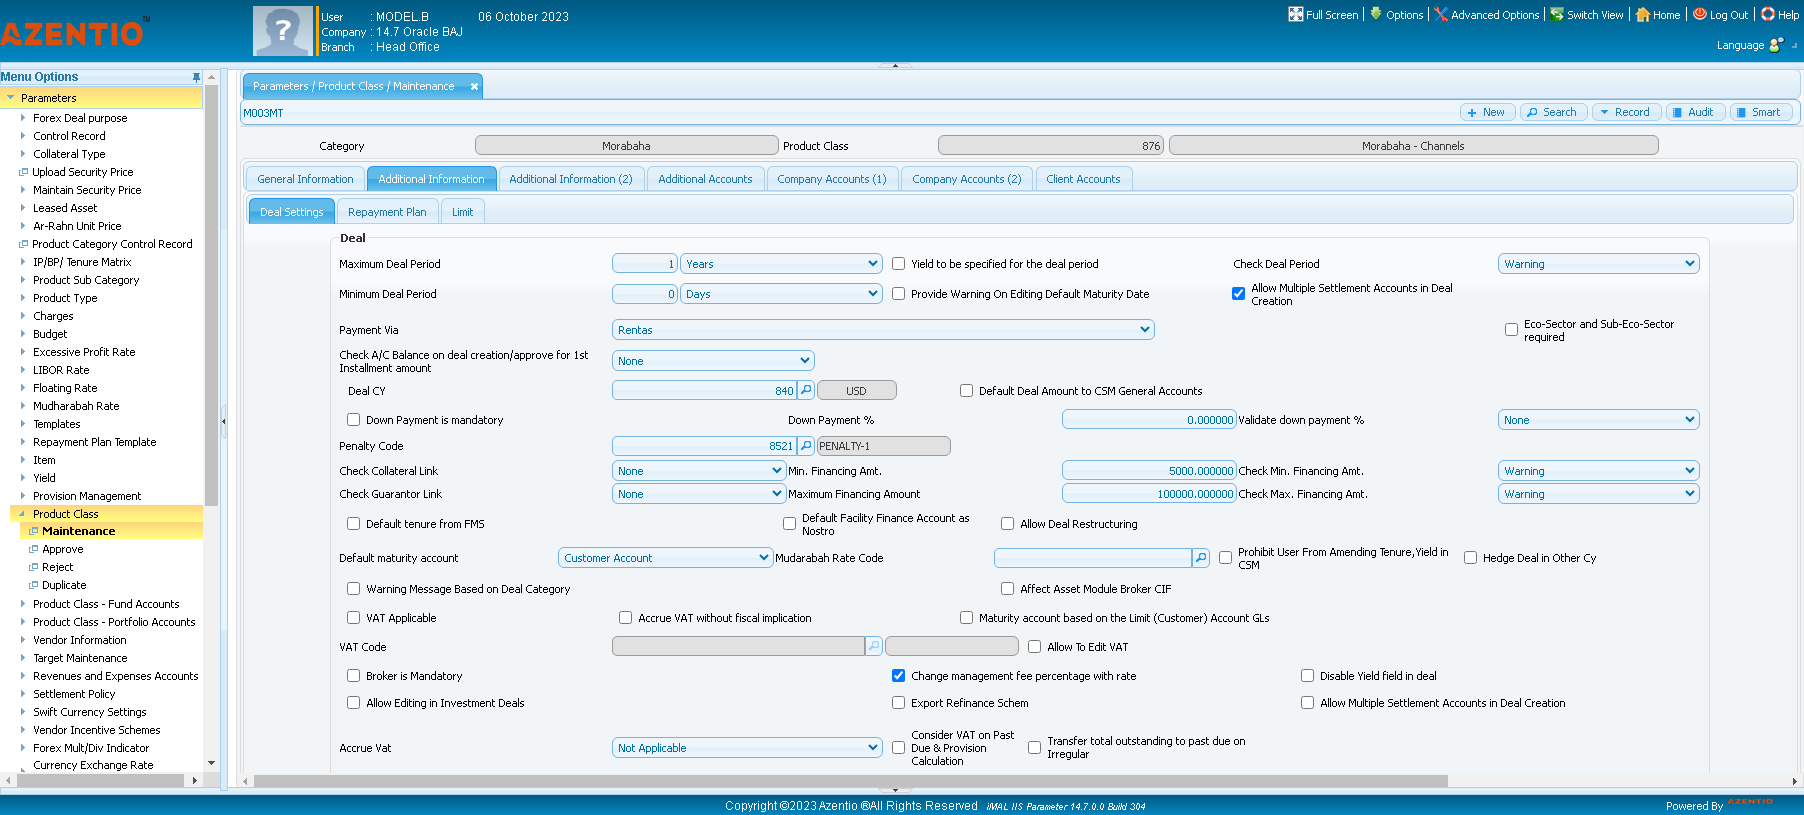 AZENTIO™
User : MODEL.B 06 October 2023
Company : 14.7 Oracle BAJ
Branch : Head Office
Full Screen | Options | Advanced Options | Switch View | Home | Log Out | Help
Language
Menu Options
Parameters
Forex Deal purpose
Control Record
Collateral Type
Upload Security Price
Maintain Security Price
Leased Asset
Ar-Rahn Unit Price
Product Category Control Record
IP/BP/ Tenure Matrix
Product Sub Category
Product Type
Charges
Budget
Excessive Profit Rate
LIBOR Rate
Floating Rate
Mudharabah Rate
Templates
Repayment Plan Template
Item
Yield
Provision Management
Product Class
Maintenance
Approve
Reject
Duplicate
Product Class - Fund Accounts
Product Class - Portfolio Accounts
Vendor Information
Target Maintenance
Revenues and Expenses Accounts
Settlement Policy
Swift Currency Settings
Vendor Incentive Schemes
Forex Mult/Div Indicator
Currency Exchange Rate
Parameters / Product Class / Maintenance
M003MT
New Search Record Audit Smart
Category Morabaha Product Class 876 Morabaha - Channels
General Information Additional Information Additional Information (2) Additional Accounts Company Accounts (1) Company Accounts (2) Client Accounts
Deal Settings Repayment Plan Limit
Deal
Maximum Deal Period 1 Years Yield to be specified for the deal period Check Deal Period Warning
Minimum Deal Period 0 Days Provide Warning On Editing Default Maturity Date Allow Multiple Settlement Accounts in Deal
Creation
Payment Via Rentas Eco-Sector and Sub-Eco-Sector
required
Check A/C Balance on deal creation/approve for 1st
Installment amount None
Deal CY 840 USD Default Deal Amount to CSM General Accounts
Down Payment is mandatory Down Payment % 0.000000 Validate down payment % None
Penalty Code 8521 PENALTY-1
Check Collateral Link None Min. Financing Amt. 5000.000000 Check Min. Financing Amt. Warning
Check Guarantor Link None Maximum Financing Amount 100000.000000 Check Max. Financing Amt. Warning
Default tenure from FMS Default Facility Finance Account as
Nostro Allow Deal Restructuring
Default maturity account Customer Account Mudarabah Rate Code Prohibit User From Amending Tenure,Yield in
CSM Hedge Deal in Other Cy
Warning Message Based on Deal Category Affect Asset Module Broker CIF
VAT Applicable Accrue VAT without fiscal implication Maturity account based on the Limit (Customer) Account GLs
VAT Code Allow To Edit VAT
Broker is Mandatory Change management fee percentage with rate Disable Yield field in deal
Allow Editing in Investment Deals Export Refinance Schem Allow Multiple Settlement Accounts in Deal Creation
Accrue Vat Not Applicable Consider VAT on Past
Due & Provision
Calculation Transfer total outstanding to past due on
Irregular
Copyright ©2023 Azentio ®All Rights Reserved iMAL IIS Parameter 14.7.0.0 Build 304
Powered By AZENTIO